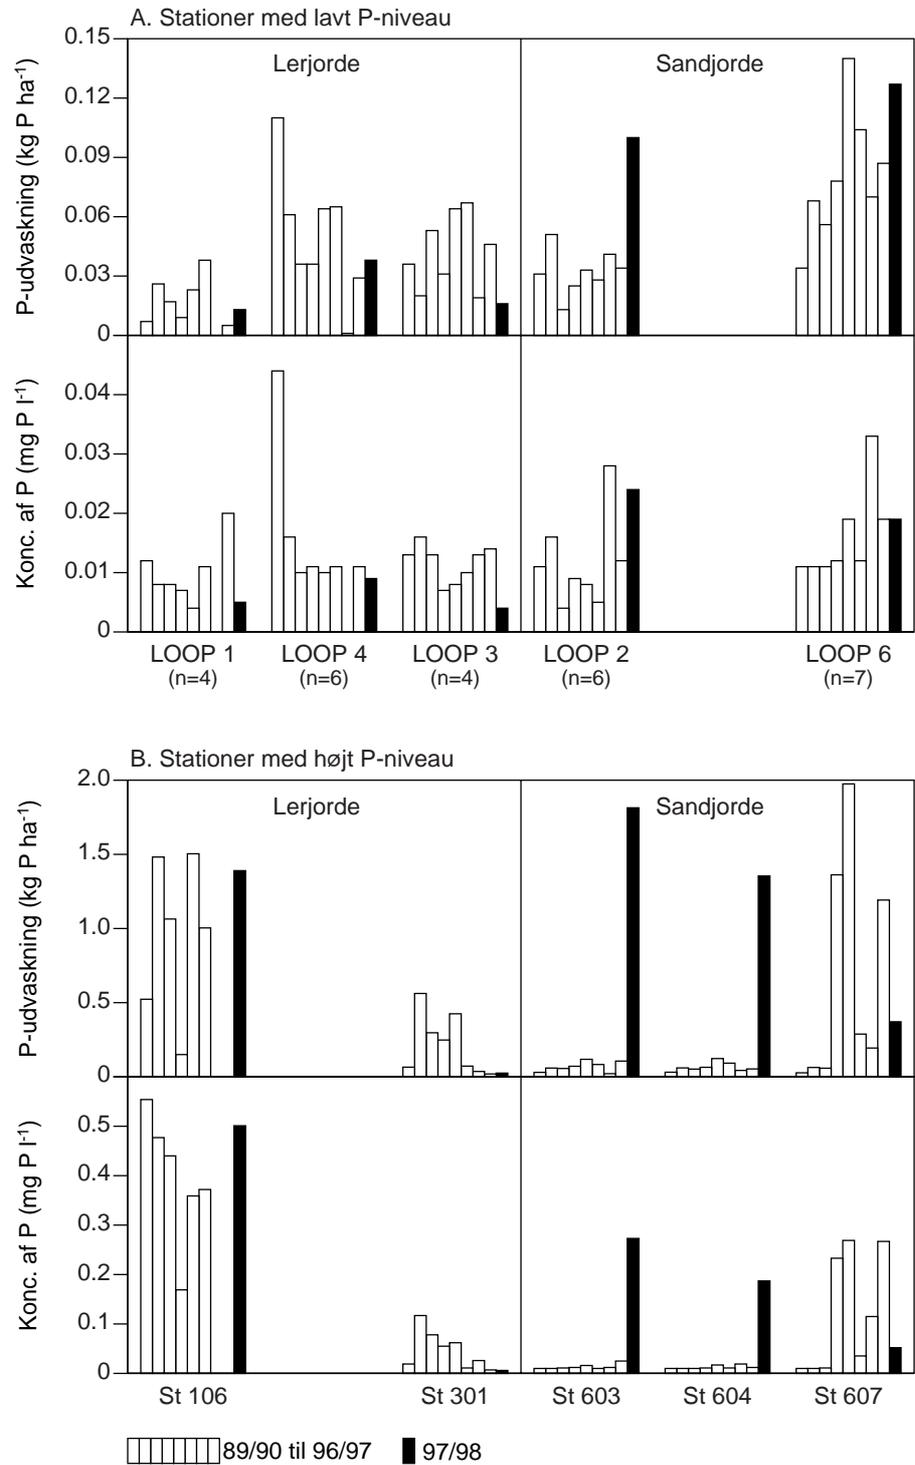 A. Stationer med lavt P-niveau
Lerjorde
Sandjorde
P-udvaskning (kg P ha-1)
0.15
0.12
0.09
0.06
0.03
0
Konc. af P (mg P l-1)
0.04
0.03
0.02
0.01
0
LOOP 1
(n=4)
LOOP 4
(n=6)
LOOP 3
(n=4)
LOOP 2
(n=6)
LOOP 6
(n=7)
B. Stationer med højt P-niveau
Lerjorde
Sandjorde
P-udvaskning (kg P ha-1)
2.0
1.5
1.0
0.5
0
Konc. af P (mg P l-1)
0.5
0.4
0.3
0.2
0.1
0
St 106
St 301
St 603
St 604
St 607
89/90 til 96/97
97/98